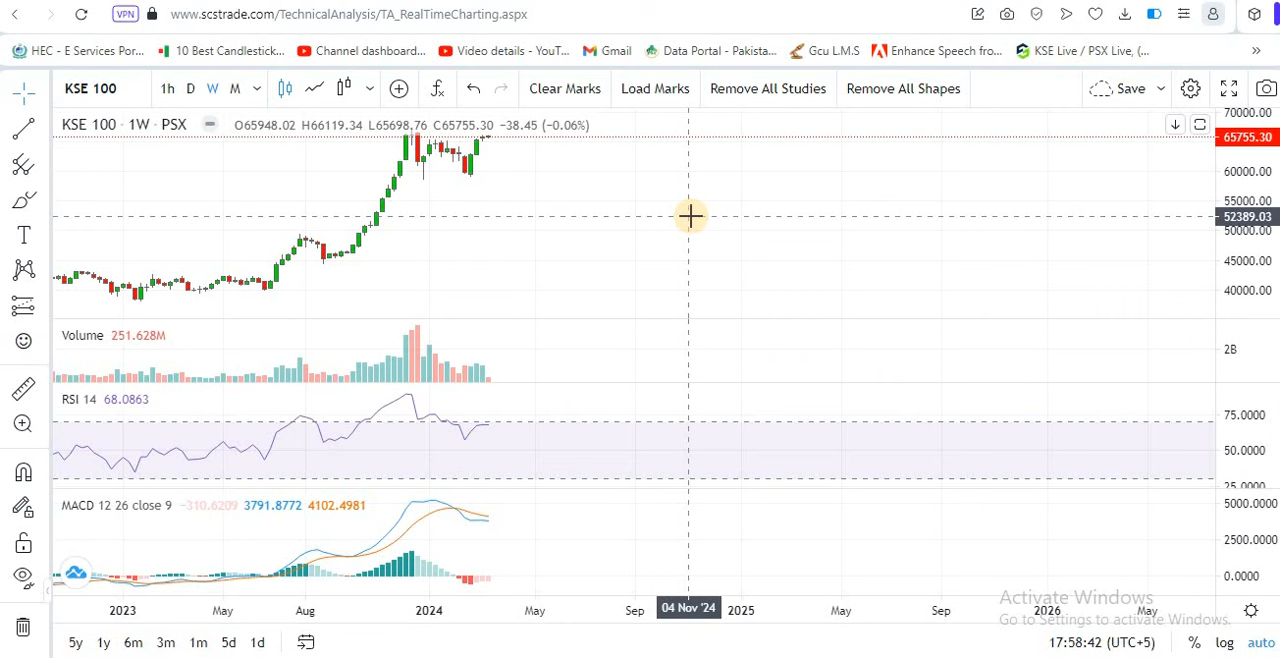 VPN www.scstrade.com/TechnicalAnalysis/TA_RealTimeCharting.aspx
HEC - E Services Por... 10 Best Candlestick... Channel dashboard... Video details - YouT... Gmail Data Portal - Pakista... Gcu L.M.S Enhance Speech fro... KSE Live / PSX Live, (... »
KSE 100 1h D W M Clear Marks Load Marks Remove All Studies Remove All Shapes Save
KSE 100 · 1W · PSX O65948.02 H66119.34 L65698.76 C65755.30 -38.45 (-0.06%)
70000.00
65755.30
60000.00
55000.00
52389.03
50000.00
45000.00
40000.00
Volume 251.628M
2B
RSI 14 68.0863
75.0000
50.0000
25.0000
MACD 12 26 close 9 -310.6209 3791.8772 4102.4981
5000.0000
2500.0000
0.0000
2023 May Aug 2024 May Sep 04 Nov '24 2025 May Sep 2026 May
Activate Windows
Go to Settings to activate Windows.
5y 1y 6m 3m 1m 5d 1d 17:58:42 (UTC+5) % log auto